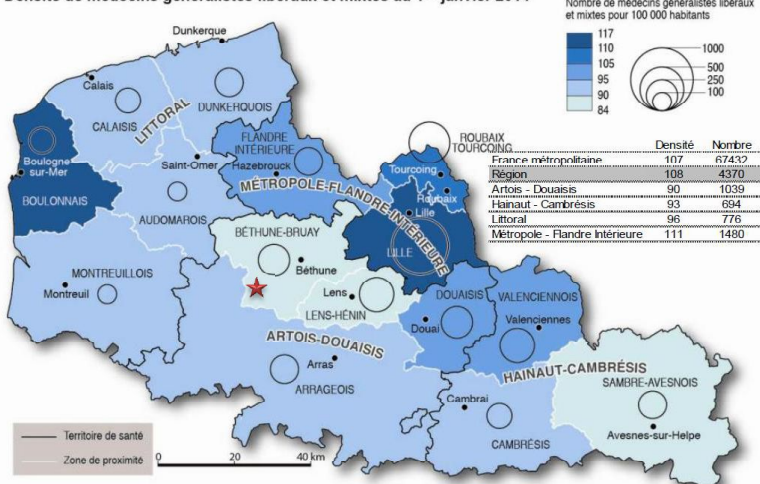 Nombre de médecins généralistes libéraux
et mixtes pour 100 000 habitants
117
110
105
95
90
84
1000
500
250
100
Dunkerque
Calais
DUNKERQUOIS
CALAISIS
LITTORAL
FLANDRE
INTÉRIEURE
ROUBAIX
TOURCOING
Boulogne
sur-Mer
Saint-Omer
Hazebrouck
Tourcoing
Roubaix
MÉTROPOLE-FLANDRE-INTÉRIEURE
Lille
BOULONNAIS
AUDOMAROIS
LILLE
BÉTHUNE-BRUAY
Béthune
MONTREUILLOIS
Montreuil
Lens
LENS-HÉNIN
DOUAISIS
Douai
VALENCIENNOIS
Valenciennes
ARTOIS-DOUAISIS
Arras
ARRAGEOIS
HAINAUT-CAMBRÉSIS
SAMBRE-AVESNOIS
Cambrai
CAMBRÉSIS
Avesnes-sur-Helpe
Densité Nombre
France métropolitaine 107 67432
Région 108 4370
Artois - Douaisis 90 1039
Hainaut - Cambrésis 93 694
Littoral 96 776
Métropole - Flandre Intérieure 111 1480
Territoire de santé
Zone de proximité
0 20 40 km